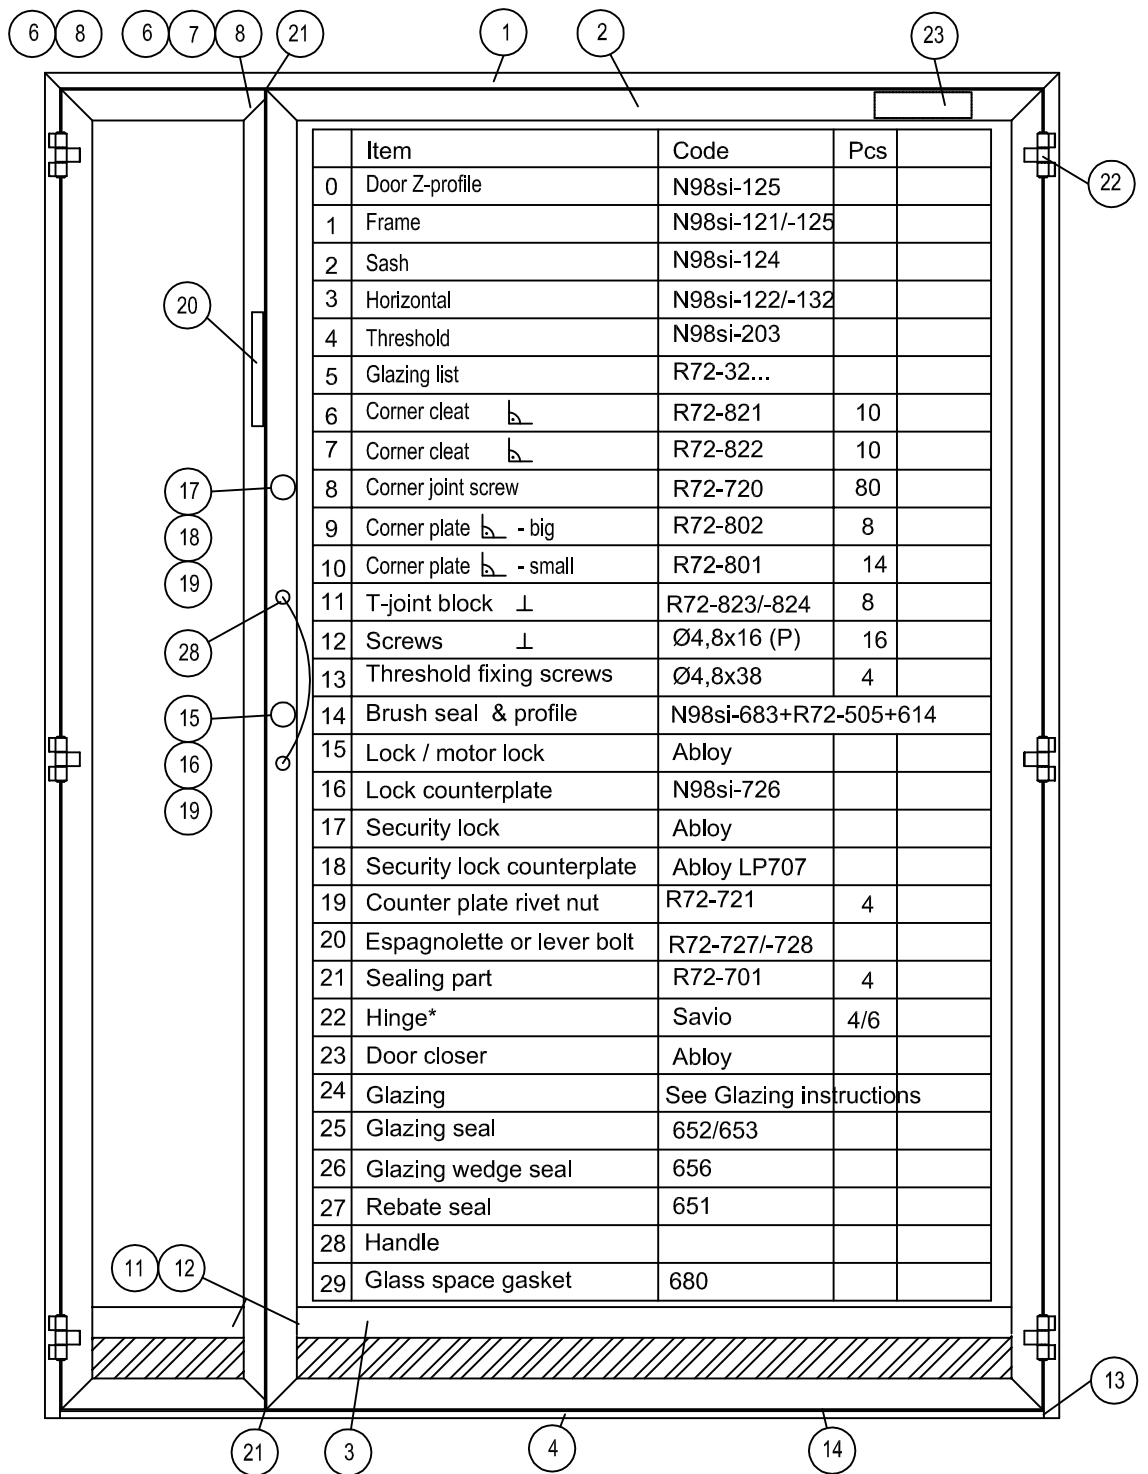 6 8 6 7 8 21 1 2 23
Item Code Pcs
0 Door Z-profile N98si-125
1 Frame N98si-121/-125
2 Sash N98si-124
3 Horizontal N98si-122/-132
4 Threshold N98si-203
5 Glazing list R72-32...
6 Corner cleat R72-821 10
7 Corner cleat R72-822 10
8 Corner joint screw R72-720 80
9 Corner plate - big R72-802 8
10 Corner plate - small R72-801 14
11 T-joint block ⊥ R72-823/-824 8
12 Screws ⊥ Ø4,8x16 (P) 16
13 Threshold fixing screws Ø4,8x38 4
14 Brush seal & profile N98si-683+R72-505+614
15 Lock / motor lock Abloy
16 Lock counterplate N98si-726
17 Security lock Abloy
18 Security lock counterplate Abloy LP707
19 Counter plate rivet nut R72-721 4
20 Espagnolette or lever bolt R72-727/-728
21 Sealing part R72-701 4
22 Hinge* Savio 4/6
23 Door closer Abloy
24 Glazing See Glazing instructions
25 Glazing seal 652/653
26 Glazing wedge seal 656
27 Rebate seal 651
28 Handle
29 Glass space gasket 680
22
20
17
18
19
28
15
16
19
11 12
13
21 3 4 14